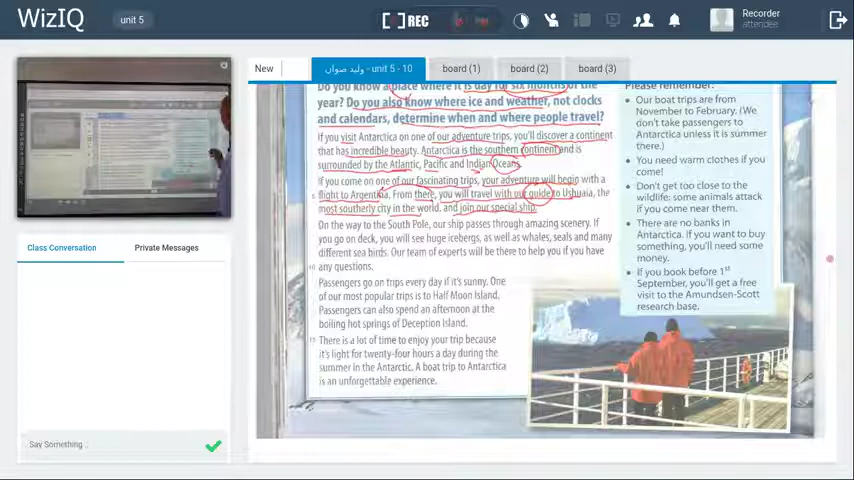 WizIQ
unit 5
REC
Recorder
attendee
New
وليد صوان - unit 5 - 10
board (1)
board (2)
board (3)
Do you know a place where it is day for six months of the
year? Do you also know where ice and weather, not clocks
and calendars, determine when and where people travel?
If you visit Antarctica on one of our adventure trips, you'll discover a continent
that has incredible beauty. Antarctica is the southern continent and is
surrounded by the Atlantic, Pacific and Indian Oceans.
If you come on one of our fascinating trips, your adventure will begin with a
5 flight to Argentina. From there, you will travel with our guide to Ushuaia, the
most southerly city in the world, and join our special ship.
On the way to the South Pole, our ship passes through amazing scenery. If
you go on deck, you will see huge icebergs, as well as whales, seals and many
different sea birds. Our team of experts will be there to help you if you have
10 any questions.
Passengers go on trips every day if it's sunny. One
of our most popular trips is to Half Moon Island.
Passengers can also spend an afternoon at the
boiling hot springs of Deception Island.
15 There is a lot of time to enjoy your trip because
it's light for twenty-four hours a day during the
summer in the Antarctic. A boat trip to Antarctica
is an unforgettable experience.
Please remember:
• Our boat trips are from
November to February. (We
don't take passengers to
Antarctica unless it is summer
there.)
• You need warm clothes if you
come!
• Don't get too close to the
wildlife: some animals attack
if you come near them.
• There are no banks in
Antarctica. If you want to buy
something, you'll need some
money.
• If you book before 1st
September, you'll get a free
visit to the Amundsen-Scott
research base.
Class Conversation
Private Messages
Say Something ..